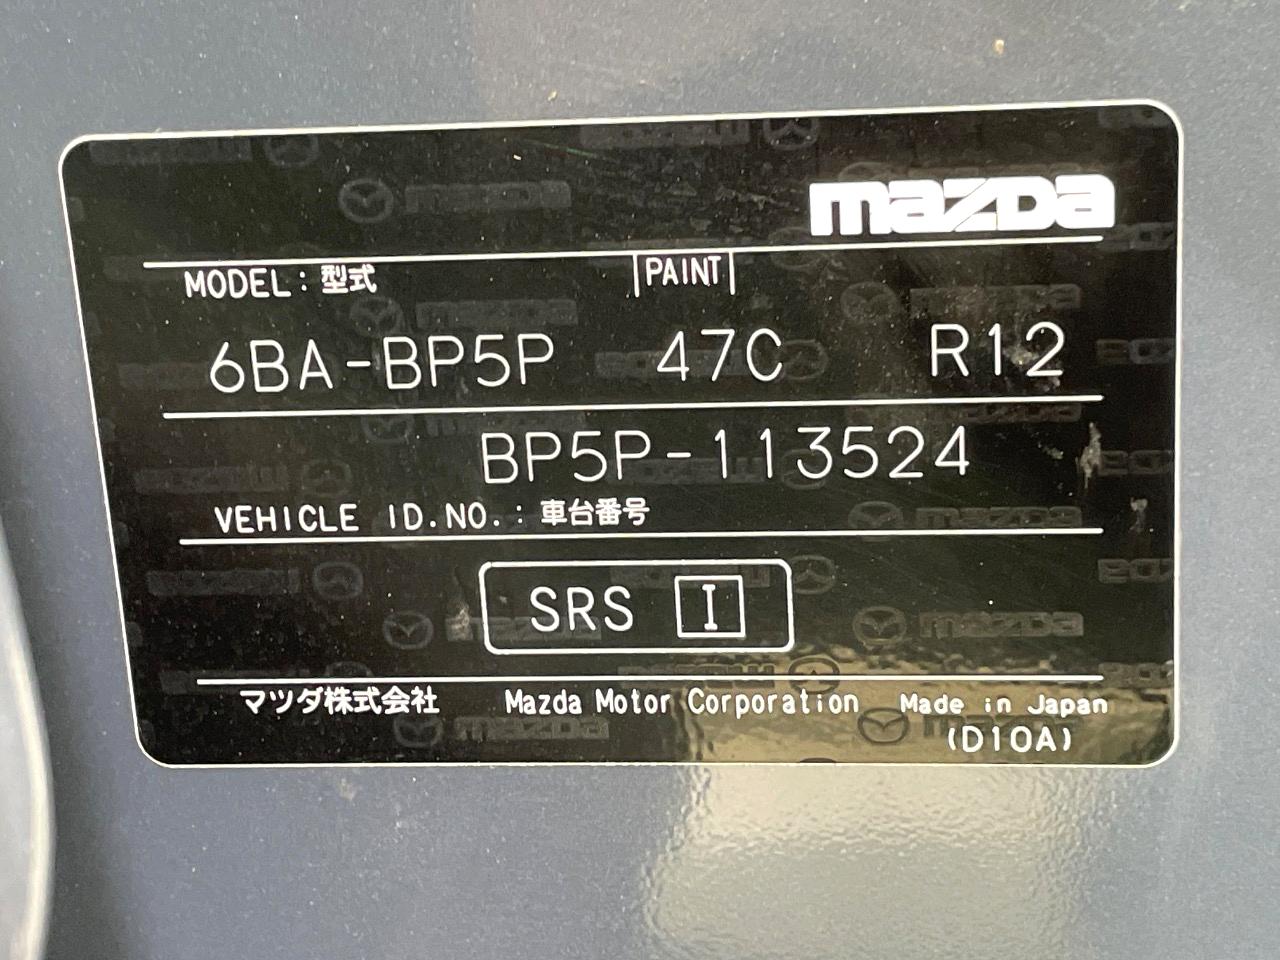 mazda
MODEL : 型式 PAINT
6BA-BP5P 47C R12
BP5P-113524
VEHICLE ID.NO. : 車台番号
SRS I
マツダ株式会社 Mazda Motor Corporation Made in Japan
(D10A)